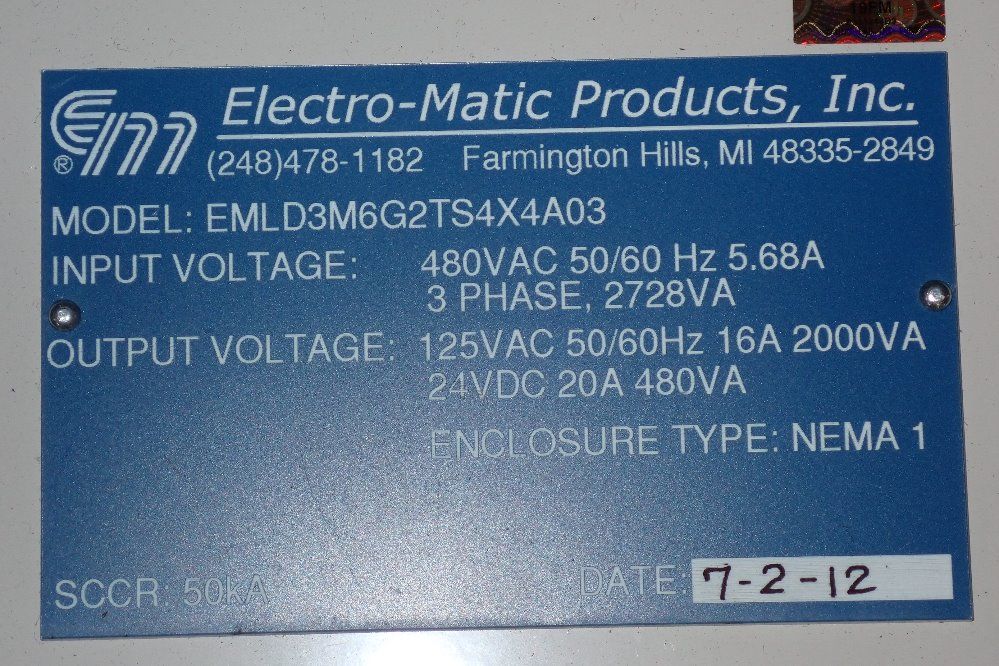 19PM
Em ® Electro-Matic Products, Inc.
(248)478-1182 Farmington Hills, MI 48335-2849
MODEL: EMLD3M6G2TS4X4A03
INPUT VOLTAGE: 480VAC 50/60 Hz 5.68A
3 PHASE, 2728VA
OUTPUT VOLTAGE: 125VAC 50/60Hz 16A 2000VA
24VDC 20A 480VA
ENCLOSURE TYPE: NEMA 1
SCCR: 50kA DATE: 7-2-12